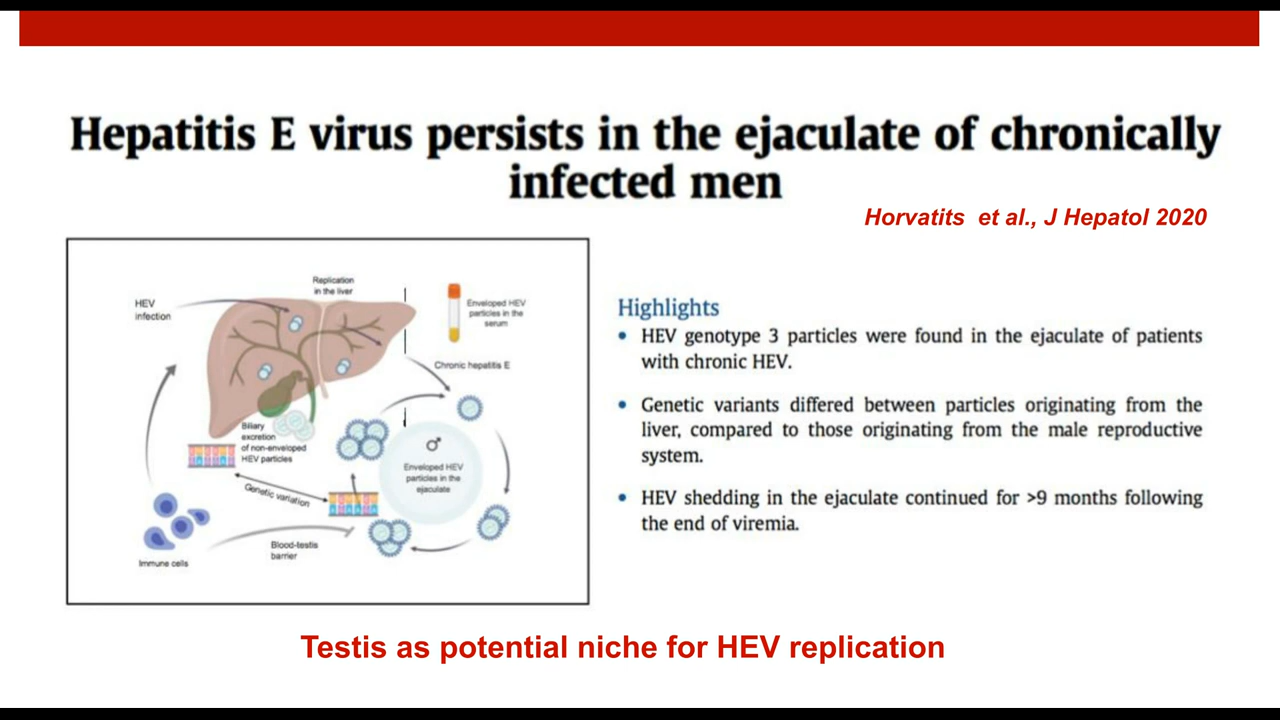 Hepatitis E virus persists in the ejaculate of chronically
infected men
Horvatits et al., J Hepatol 2020
HEV
infection
Replication
in the liver
Enveloped HEV
particles in the
serum
Chronic hepatitis E
Biliary
excretion
of non-enveloped
HEV particles
♂
Enveloped HEV
particles in the
ejaculate
Genetic variation
Blood-testis
barrier
Immune cells
Highlights
• HEV genotype 3 particles were found in the ejaculate of patients
with chronic HEV.
• Genetic variants differed between particles originating from the
liver, compared to those originating from the male reproductive
system.
• HEV shedding in the ejaculate continued for >9 months following
the end of viremia.
Testis as potential niche for HEV replication